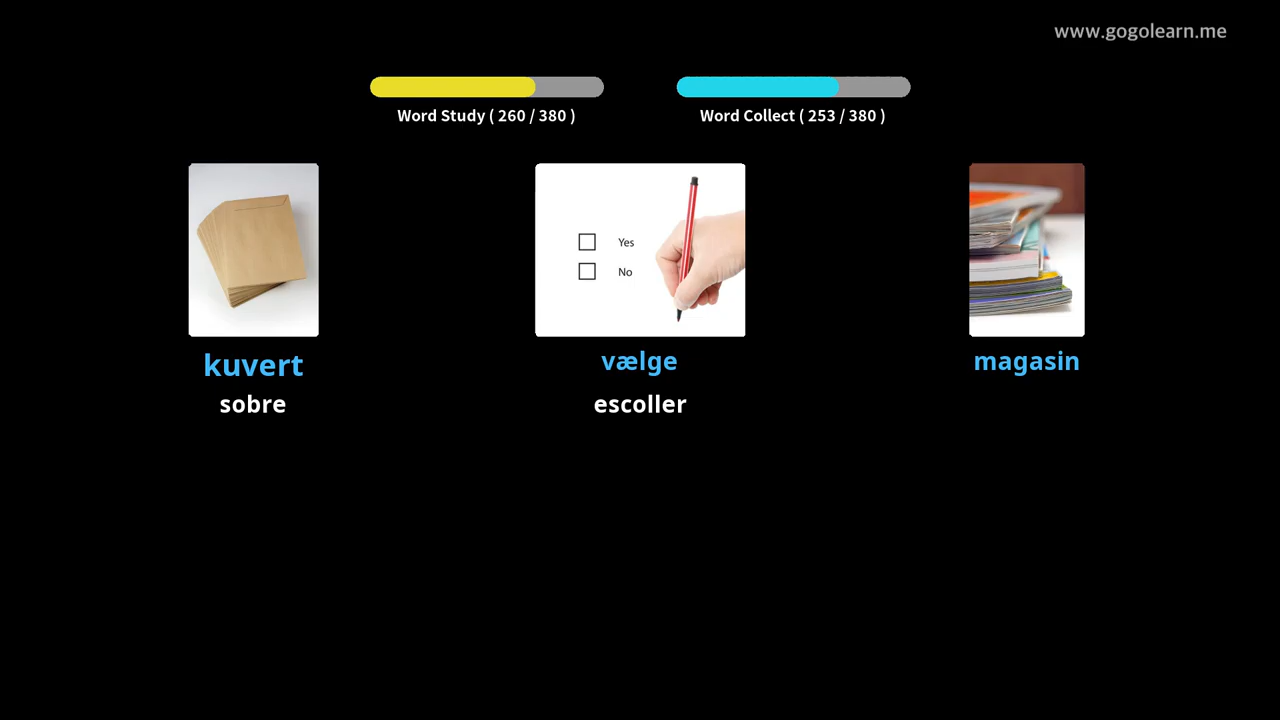 www.gogolearn.me
Word Study ( 260 / 380 )
Word Collect ( 253 / 380 )
Yes
No
kuvert
vælge
magasin
sobre
escoller